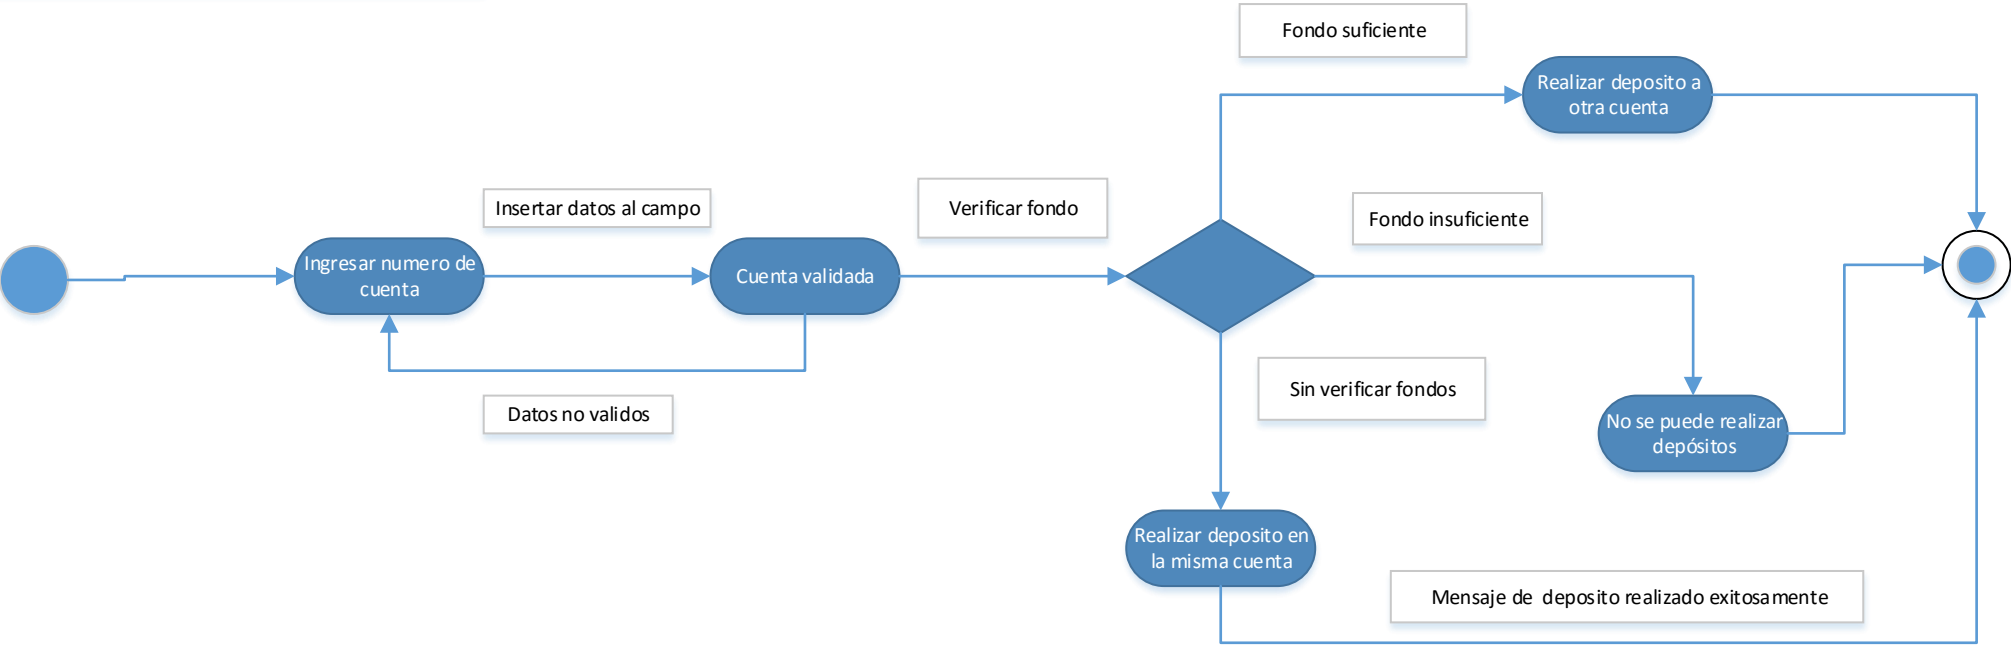 Fondo suficiente
Realizar deposito a
otra cuenta
Insertar datos al campo
Verificar fondo
Fondo insuficiente
Ingresar numero de
cuenta
Cuenta validada
Sin verificar fondos
Datos no validos
No se puede realizar
depósitos
Realizar deposito en
la misma cuenta
Mensaje de  deposito realizado exitosamente